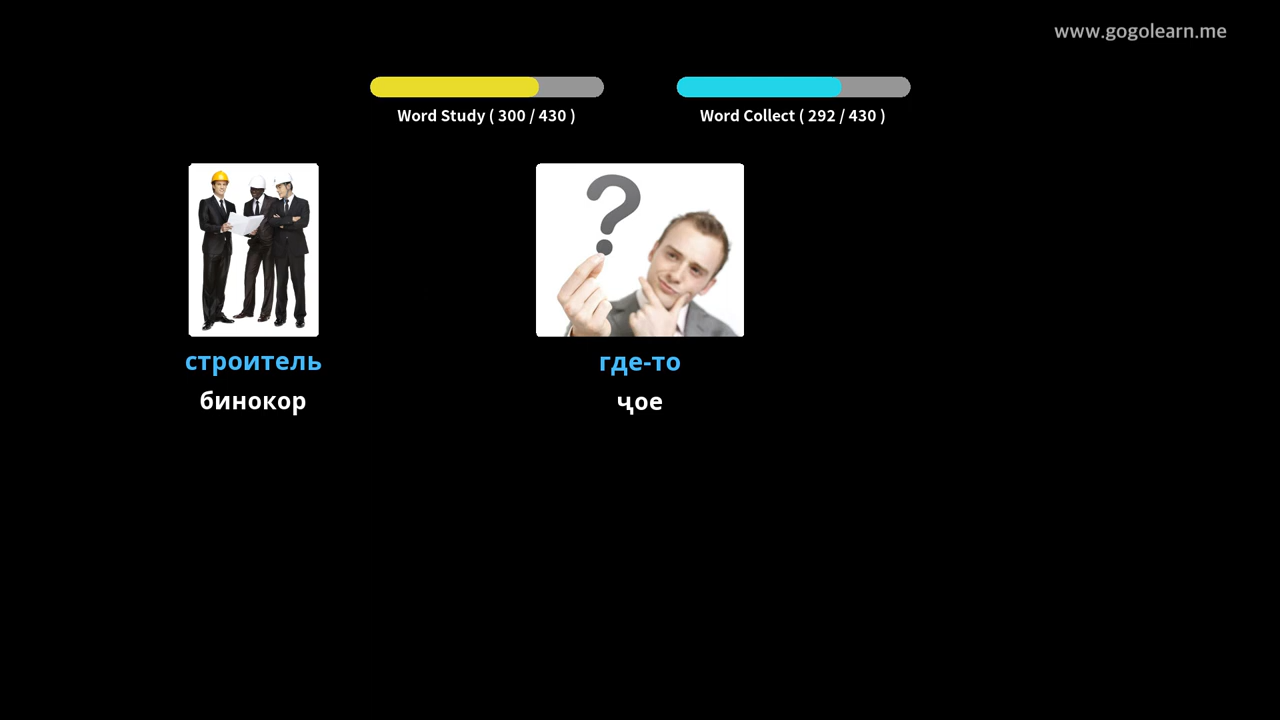 www.gogolearn.me
Word Study ( 300 / 430 )
Word Collect ( 292 / 430 )
строитель
бинокор
где-то
ҷое